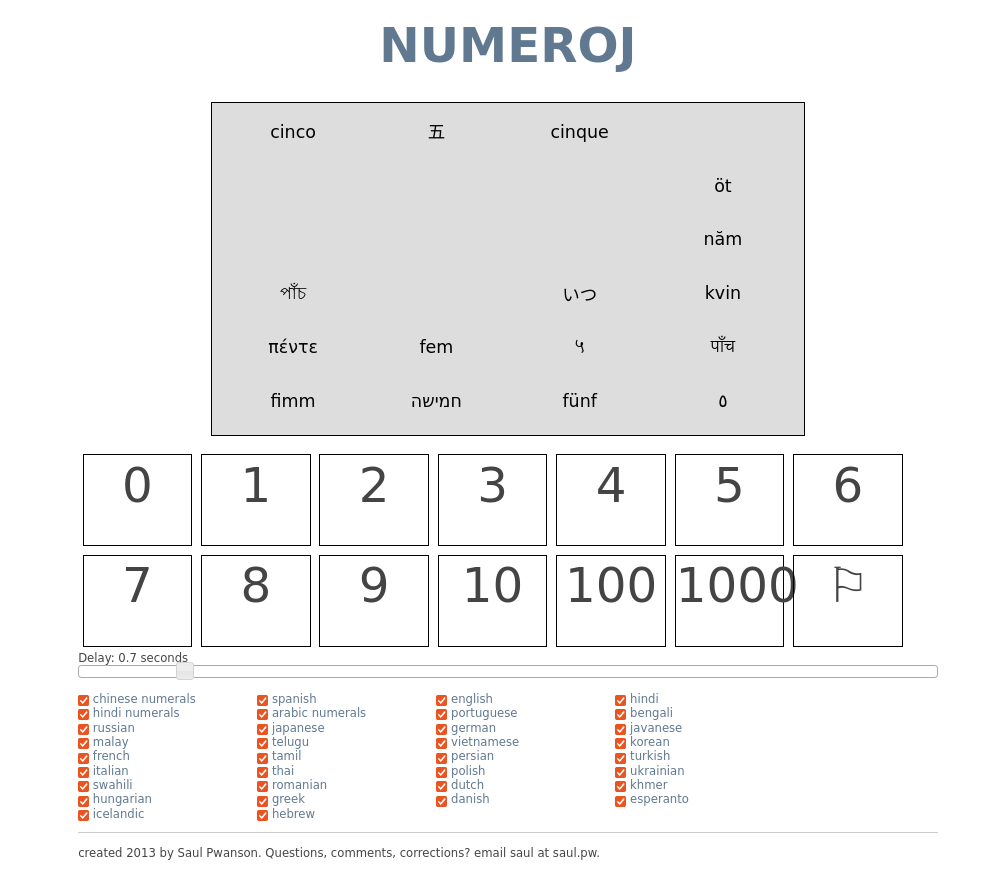 NUMEROJ
cinco 五 cinque
öt
năm
পাঁচ いつ kvin
πέντε fem ५ पाँच
fimm חמישה fünf ٥
0 1 2 3 4 5 6
7 8 9 10 100 1000 ⚐
Delay: 0.7 seconds
chinese numerals spanish english hindi
hindi numerals arabic numerals portuguese bengali
russian japanese german javanese
malay telugu vietnamese korean
french tamil persian turkish
italian thai polish ukrainian
swahili romanian dutch khmer
hungarian greek danish esperanto
icelandic hebrew
created 2013 by Saul Pwanson. Questions, comments, corrections? email saul at saul.pw.